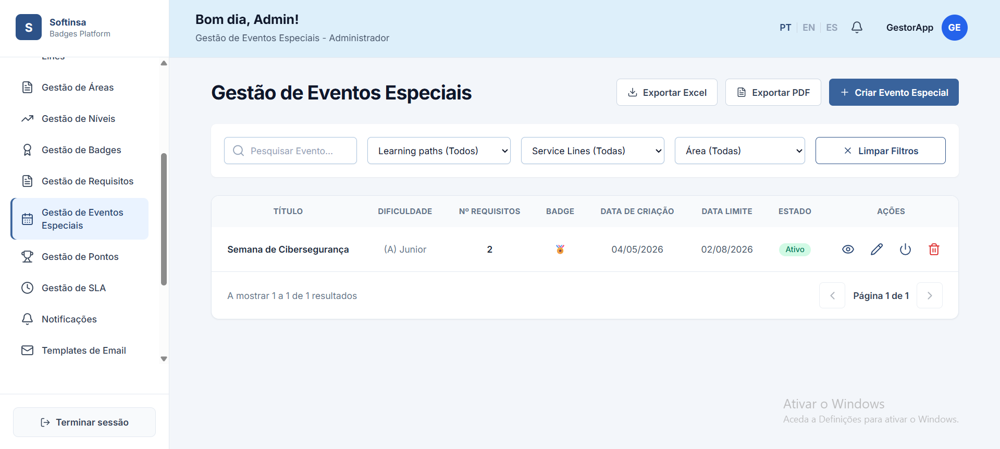 S
Softinsa
Badges Platform
Bom dia, Admin!
Gestão de Eventos Especiais - Administrador
PT
EN
ES
GestorApp
GE
Lines
Gestão de Áreas
Gestão de Níveis
Gestão de Badges
Gestão de Requisitos
Gestão de Eventos
Especiais
Gestão de Pontos
Gestão de SLA
Notificações
Templates de Email
Terminar sessão
Gestão de Eventos Especiais
Exportar Excel
Exportar PDF
Criar Evento Especial
Pesquisar Evento...
Learning paths (Todos)
Service Lines (Todas)
Área (Todas)
Limpar Filtros
TÍTULO
DIFICULDADE
Nº REQUISITOS
BADGE
DATA DE CRIAÇÃO
DATA LIMITE
ESTADO
AÇÕES
Semana de Cibersegurança
(A) Junior
2
04/05/2026
02/08/2026
Ativo
A mostrar 1 a 1 de 1 resultados
Página 1 de 1
Ativar o Windows
Aceda a Definições para ativar o Windows.